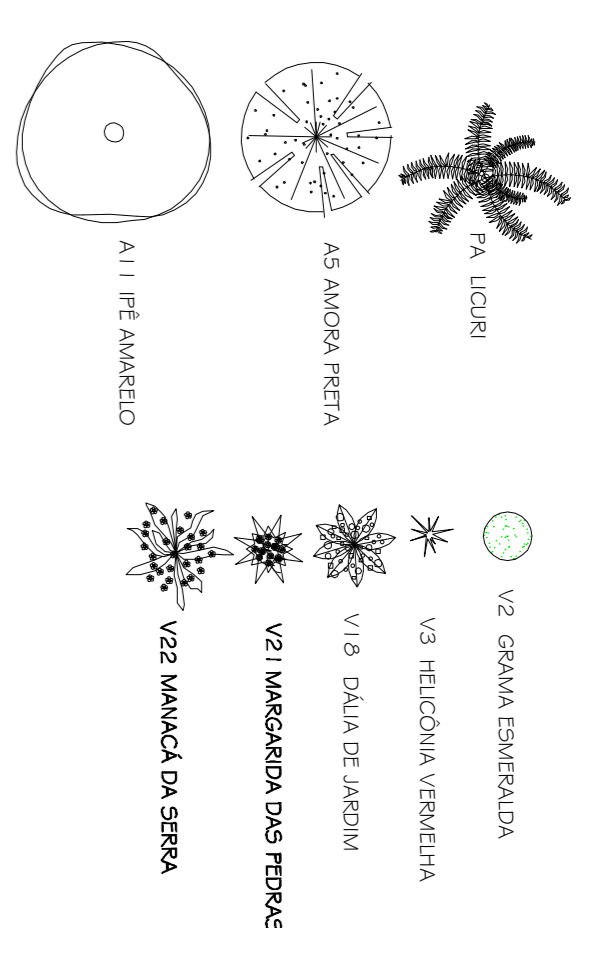 PA LICURI
A5 AMORA PRETA
A11 IPÊ AMARELO
V2 GRAMA ESMERALDA
V3 HELICÔNIA VERMELHA
V18 DÁLIA DE JARDIM
V21 MARGARIDA DAS PEDRAS
V22 MANACÁ DA SERRA